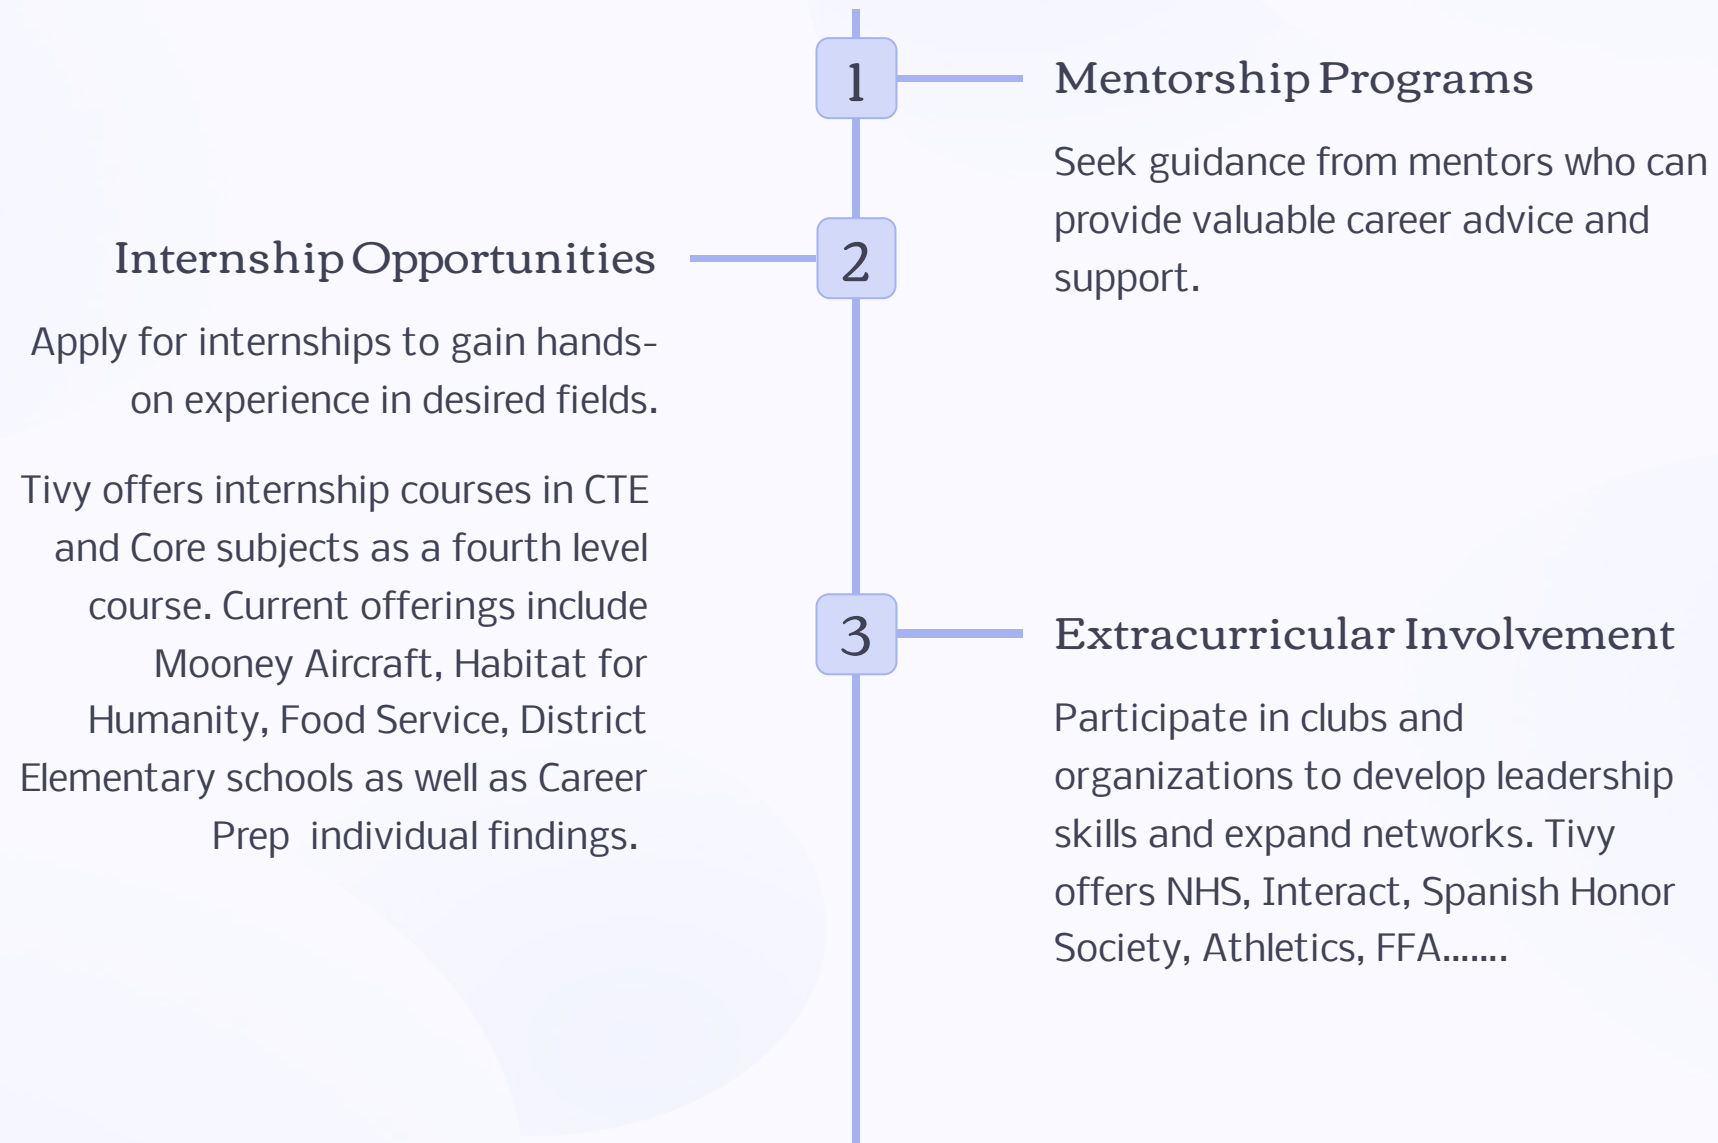 1
Mentorship Programs
Seek guidance from mentors who can
provide valuable career advice and
support.
2
Internship Opportunities
Apply for internships to gain hands-
on experience in desired fields.
Tivy offers internship courses in CTE
and Core subjects as a fourth level
course. Current offerings include
Mooney Aircraft, Habitat for
Humanity, Food Service, District
Elementary schools as well as Career
Prep  individual findings.
3
Extracurricular Involvement
Participate in clubs and
organizations to develop leadership
skills and expand networks. Tivy
offers NHS, Interact, Spanish Honor
Society, Athletics, FFA.......